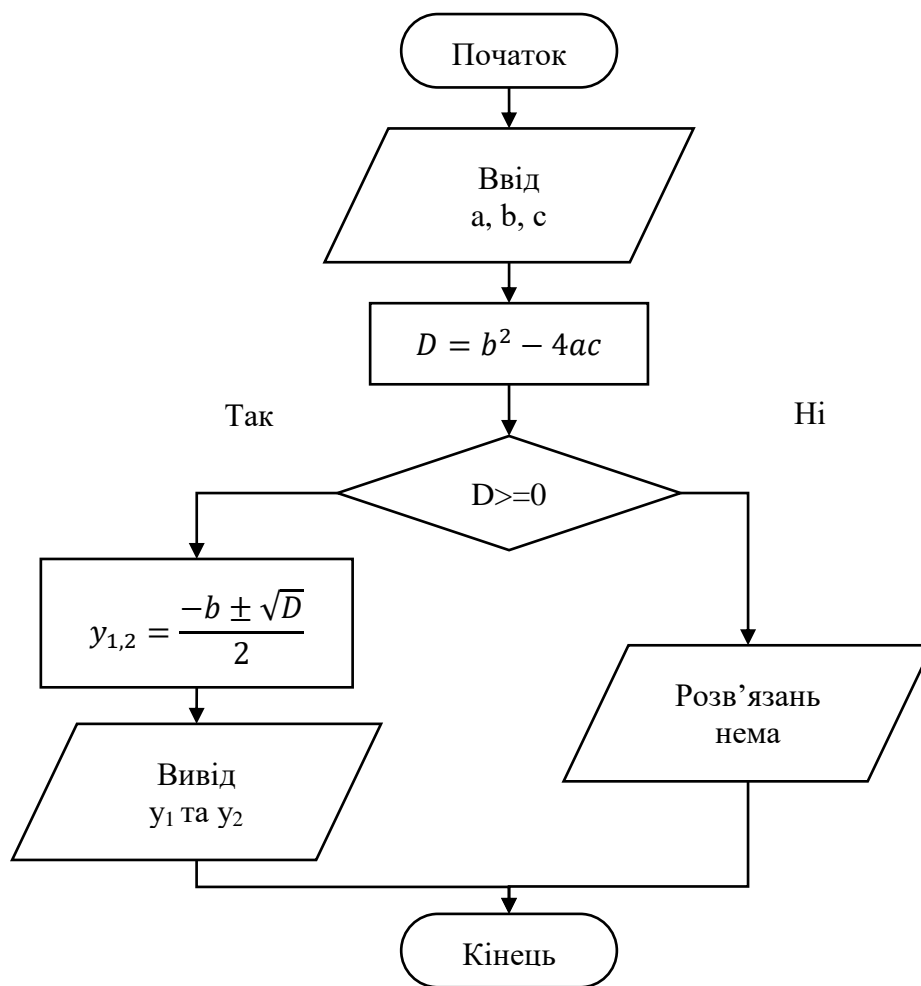 Початок
Ввід
a, b, c
D = b² − 4ac
Так
Ні
D>=0
y₁,₂ = (−b ± √D)/2
Розв’язань
нема
Вивід
y₁ та y₂
Кінець